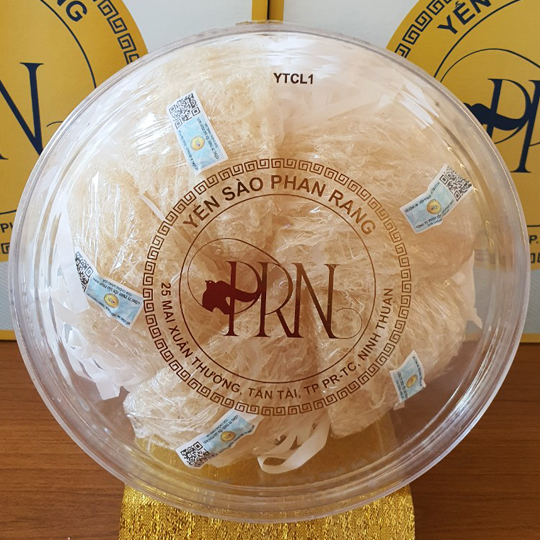 YTCL1
YẾN SÀO PHAN RANG
PRN
25 MAI XUÂN THƯỞNG, TẤN TÀI, TP PR-TC. NINH THUẬN